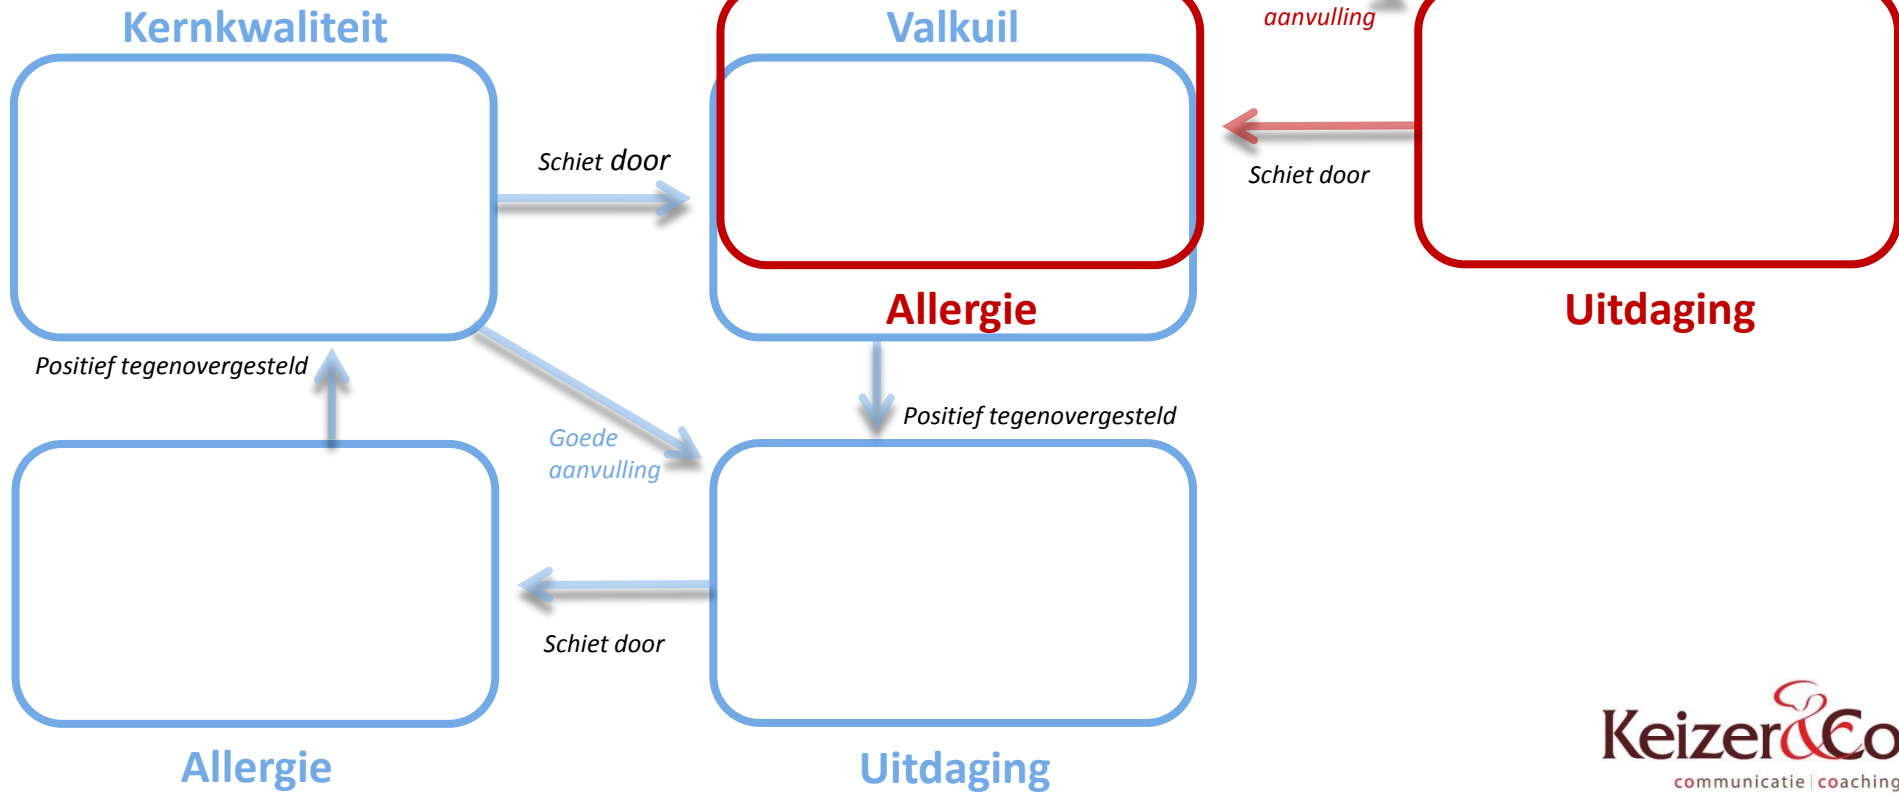 Kernkwaliteit
Valkuil
aanvulling
Schiet door
Schiet door
Allergie
Uitdaging
Positief tegenovergesteld
Positief tegenovergesteld
Goede
aanvulling
Schiet door
Allergie
Uitdaging
Keizer&Co
communicatie|coaching